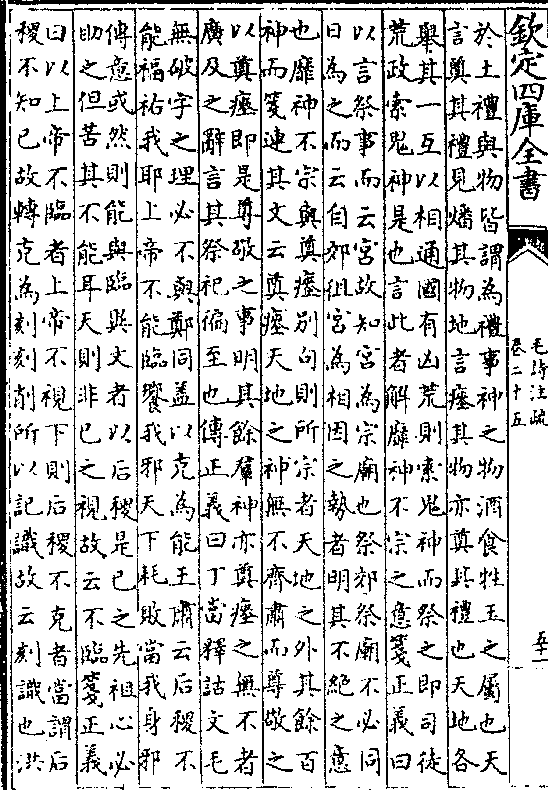 欽定四庫全書
毛詩注疏
卷二十五
五十一
於土禮與物皆謂為禮事神之物酒食牲玉之屬也天
言奠其禮見燔其物地言瘞其物亦奠其禮也天地各
舉其一互以相通國有凶荒則索鬼神而祭之即司徒
荒政索鬼神是也言此者解靡神不宗之意箋正義曰
以言祭事而云宮故知宮為宗廟也祭郊祭廟不必同
日為之而云自郊徂宮為相因之勢者明其不絕之意
也靡神不宗與奠瘞別句則所宗者天地之外其餘百
神而箋連其文云奠瘞天地之神無不齊肅而尊敬之
以奠瘞即是尊敬之事明其餘羣神亦奠瘞之無不者
廣及之辭言其祭祀徧至也傳正義曰丁當釋詁文毛
無破字之理必不與鄭同蓋以克為能王肅云后稷不
能福祐我耶上帝不能臨饗我邪天下耗敗當我身邪
傳意或然則能與臨異文者以后稷是已之先祖心必
助之但苦其不能耳天則非已之視故云不臨箋正義
曰以上帝不臨者上帝不視下則后稷不克者當謂后
稷不知已故轉克為刻刻削所以記識故云刻識也洪